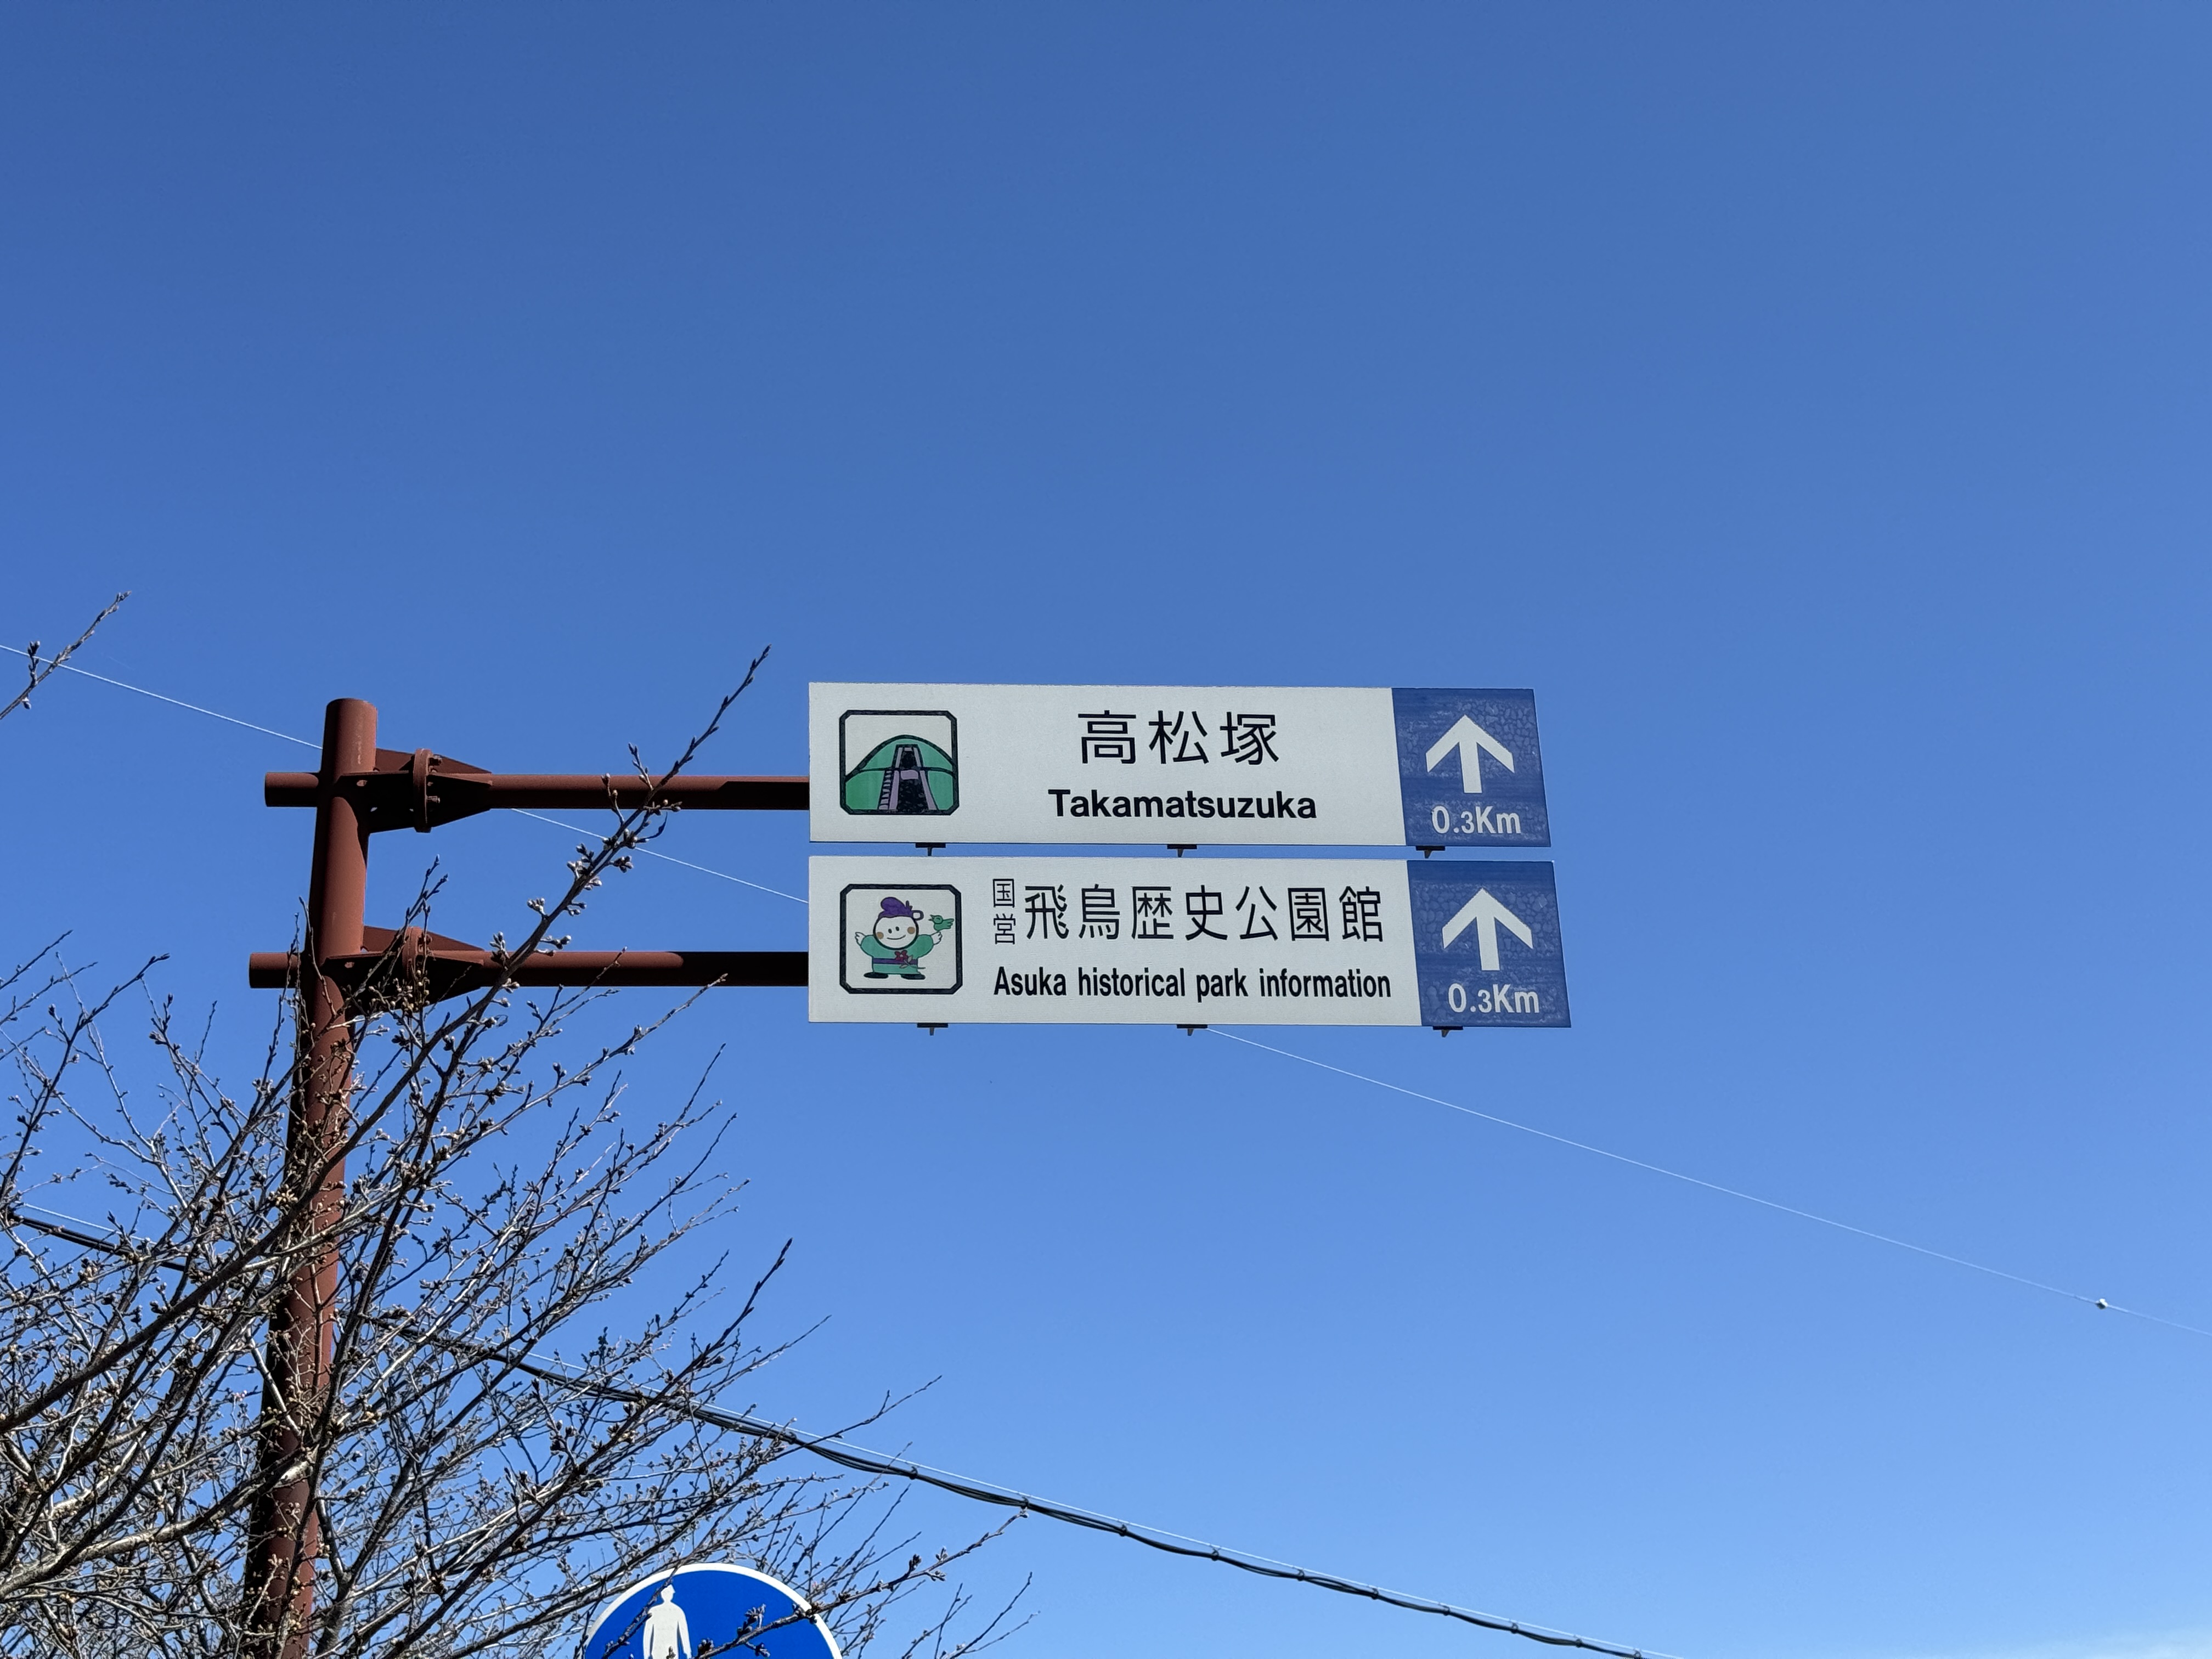 高松塚
Takamatsuzuka
0.3Km
国営飛鳥歴史公園館
Asuka historical park information
0.3Km